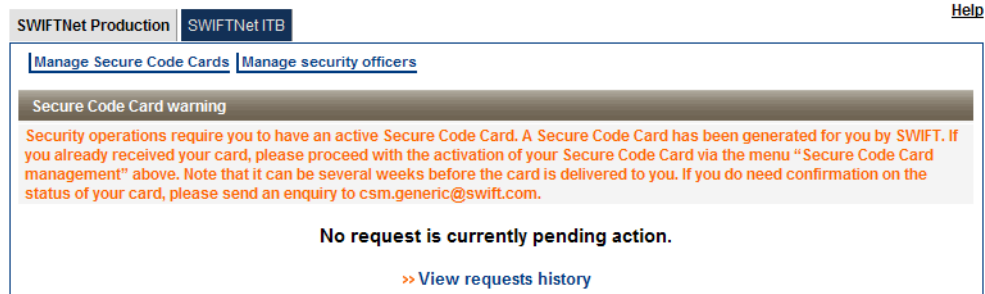 Help
SWIFTNet Production SWIFTNet ITB
Manage Secure Code Cards Manage security officers
Secure Code Card warning
Security operations require you to have an active Secure Code Card. A Secure Code Card has been generated for you by SWIFT. If
you already received your card, please proceed with the activation of your Secure Code Card via the menu “Secure Code Card
management” above. Note that it can be several weeks before the card is delivered to you. If you do need confirmation on the
status of your card, please send an enquiry to csm.generic@swift.com.
No request is currently pending action.
» View requests history